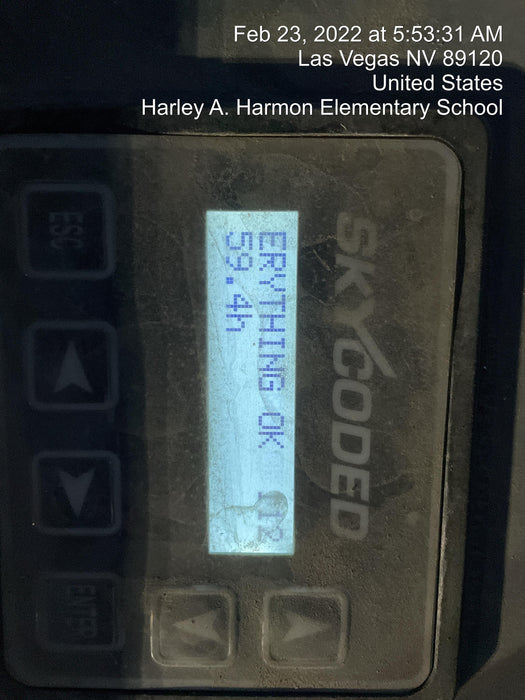 Feb 23, 2022 at 5:53:31 AM
Las Vegas NV 89120
United States
Harley A. Harmon Elementary School
SKYCODED
ERYTHING OK
59.4h
ESC
ENTER